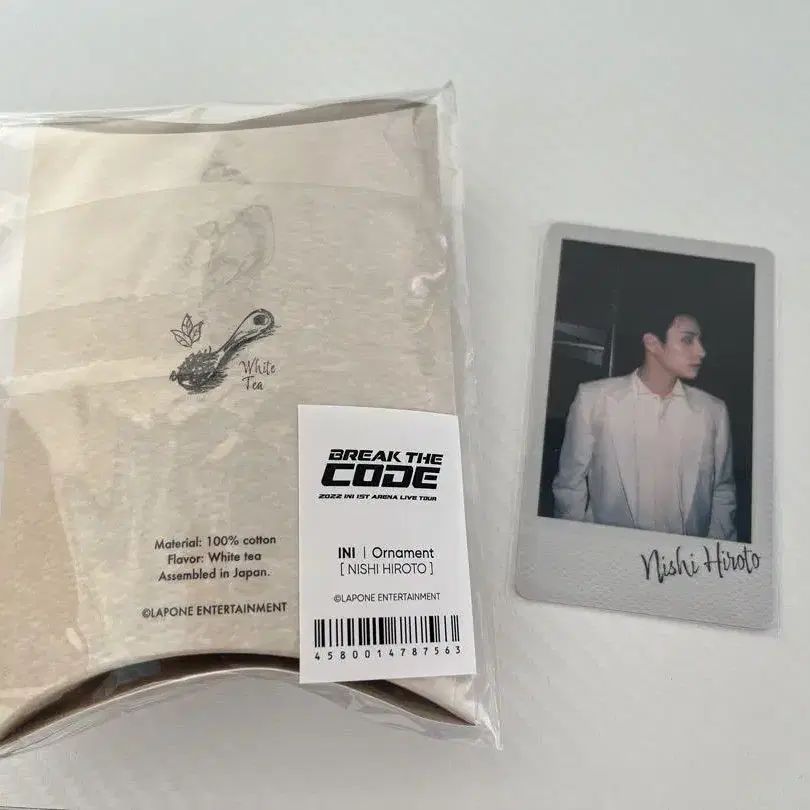 White
Tea
Material: 100% cotton
Flavor: White tea
Assembled in Japan.
©LAPONE ENTERTAINMENT
BREAK THE
CODE
2022 INI 1ST ARENA LIVE TOUR
INI | Ornament
[ NISHI HIROTO ]
©LAPONE ENTERTAINMENT
4580014787563
Nishi Hiroto